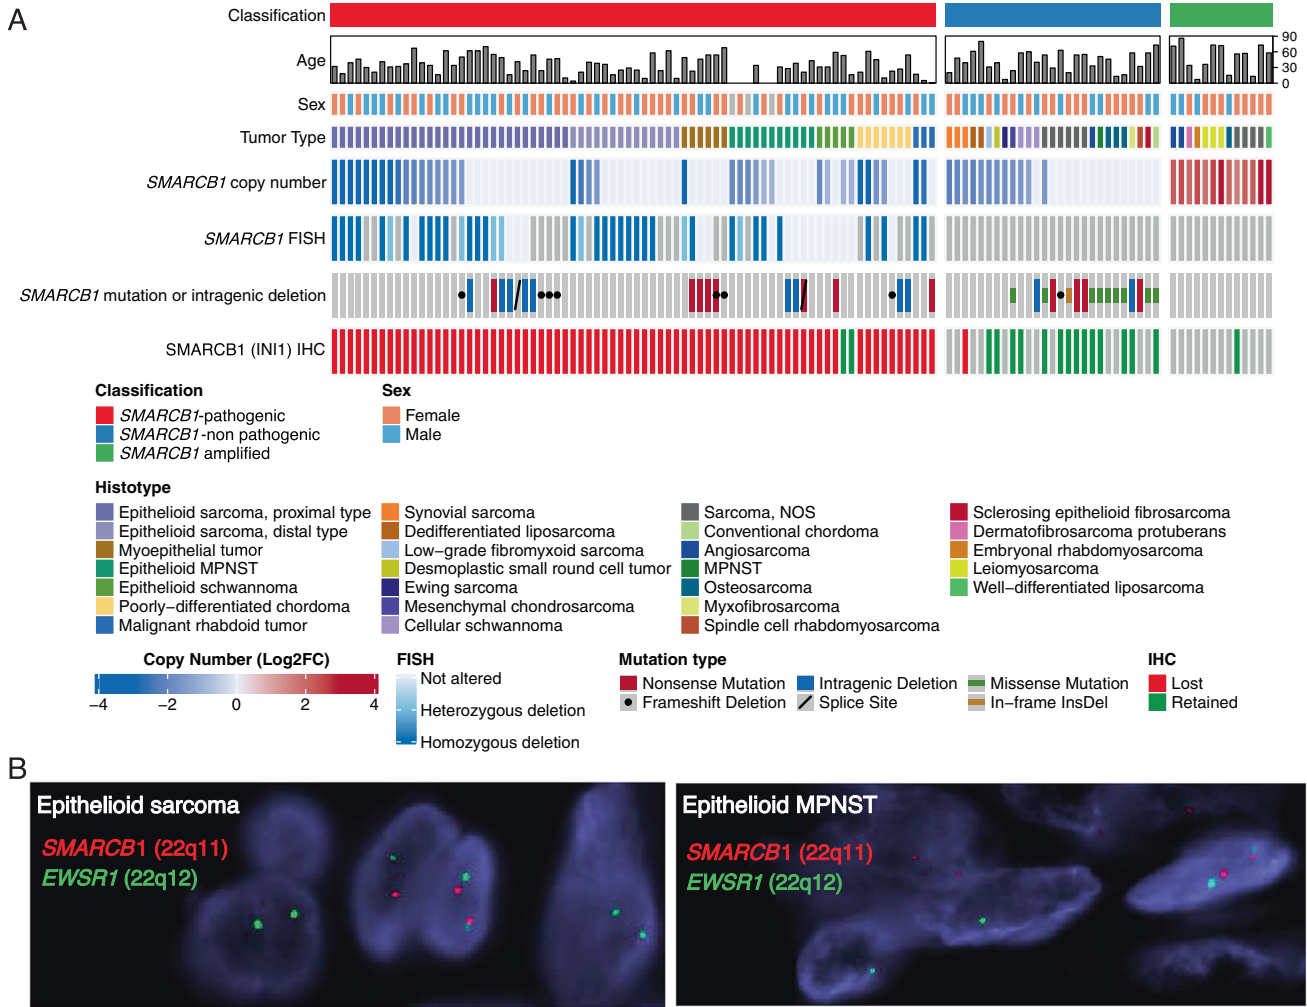 A
Classification
Age
90
60
30
0
Sex
Tumor Type
SMARCB1 copy number
SMARCB1 FISH
SMARCB1 mutation or intragenic deletion
SMARCB1 (INI1) IHC
Classification
SMARCB1-pathogenic
SMARCB1-non pathogenic
SMARCB1 amplified
Sex
Female
Male
Histotype
Epithelioid sarcoma, proximal type
Epithelioid sarcoma, distal type
Myoepithelial tumor
Epithelioid MPNST
Epithelioid schwannoma
Poorly-differentiated chordoma
Malignant rhabdoid tumor
Synovial sarcoma
Dedifferentiated liposarcoma
Low-grade fibromyxoid sarcoma
Desmoplastic small round cell tumor
Ewing sarcoma
Mesenchymal chondrosarcoma
Cellular schwannoma
Sarcoma, NOS
Conventional chordoma
Angiosarcoma
MPNST
Osteosarcoma
Myxofibrosarcoma
Spindle cell rhabdomyosarcoma
Sclerosing epithelioid fibrosarcoma
Dermatofibrosarcoma protuberans
Embryonal rhabdomyosarcoma
Leiomyosarcoma
Well-differentiated liposarcoma
Copy Number (Log2FC)
−4 −2 0 2 4
FISH
Not altered
Heterozygous deletion
Homozygous deletion
Mutation type
Nonsense Mutation
Frameshift Deletion
Intragenic Deletion
Splice Site
Missense Mutation
In-frame InsDel
IHC
Lost
Retained
B
Epithelioid sarcoma
SMARCB1 (22q11)
EWSR1 (22q12)
Epithelioid MPNST
SMARCB1 (22q11)
EWSR1 (22q12)